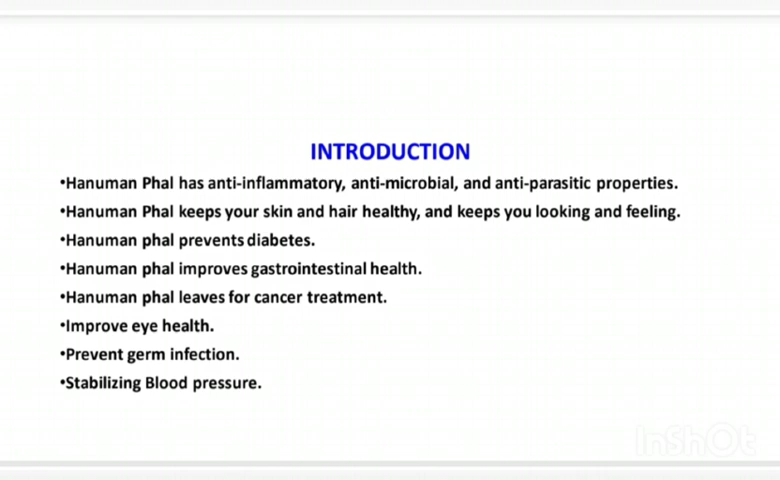 INTRODUCTION
•Hanuman Phal has anti-inflammatory, anti-microbial, and anti-parasitic properties.
•Hanuman Phal keeps your skin and hair healthy, and keeps you looking and feeling.
•Hanuman phal prevents diabetes.
•Hanuman phal improves gastrointestinal health.
•Hanuman phal leaves for cancer treatment.
•Improve eye health.
•Prevent germ infection.
•Stabilizing Blood pressure.
InShOt